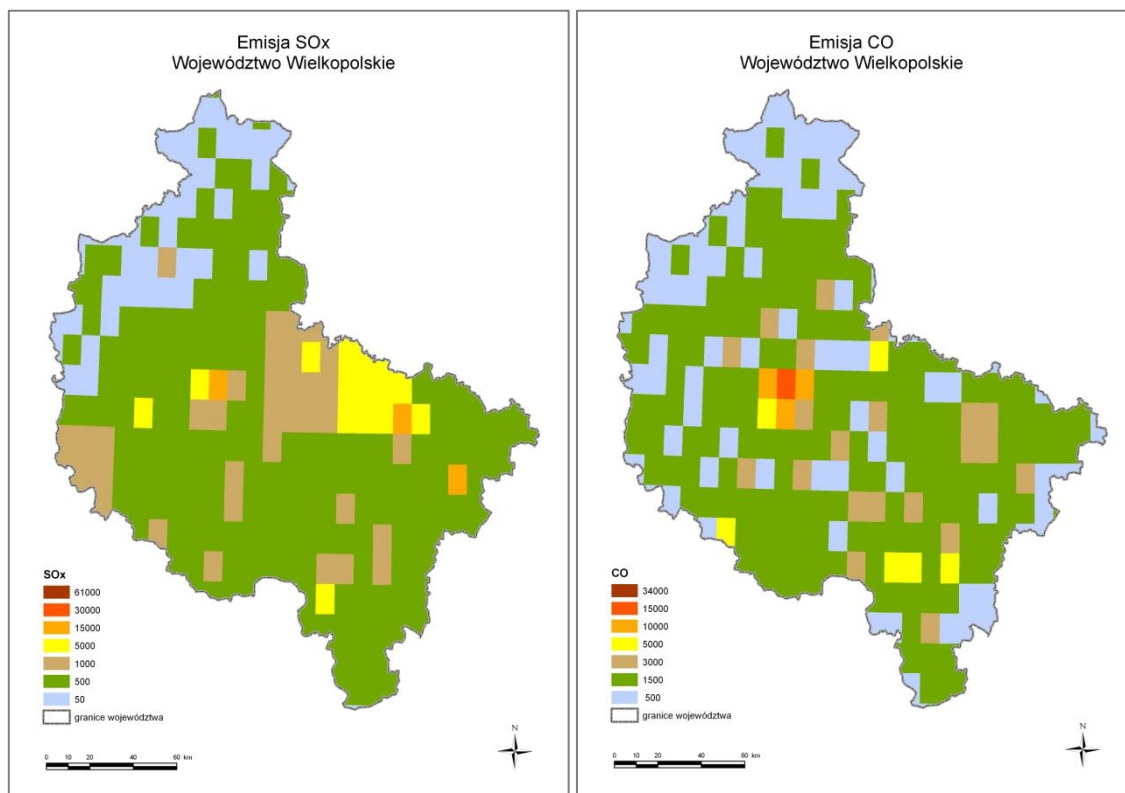 Emisja SOx
Województwo Wielkopolskie
SOx
61000
30000
15000
5000
1000
500
50
granice województwa
0 10 20 40 60 km
N
Emisja CO
Województwo Wielkopolskie
CO
34000
15000
10000
5000
3000
1500
500
granice województwa
0 10 20 40 60 km
N